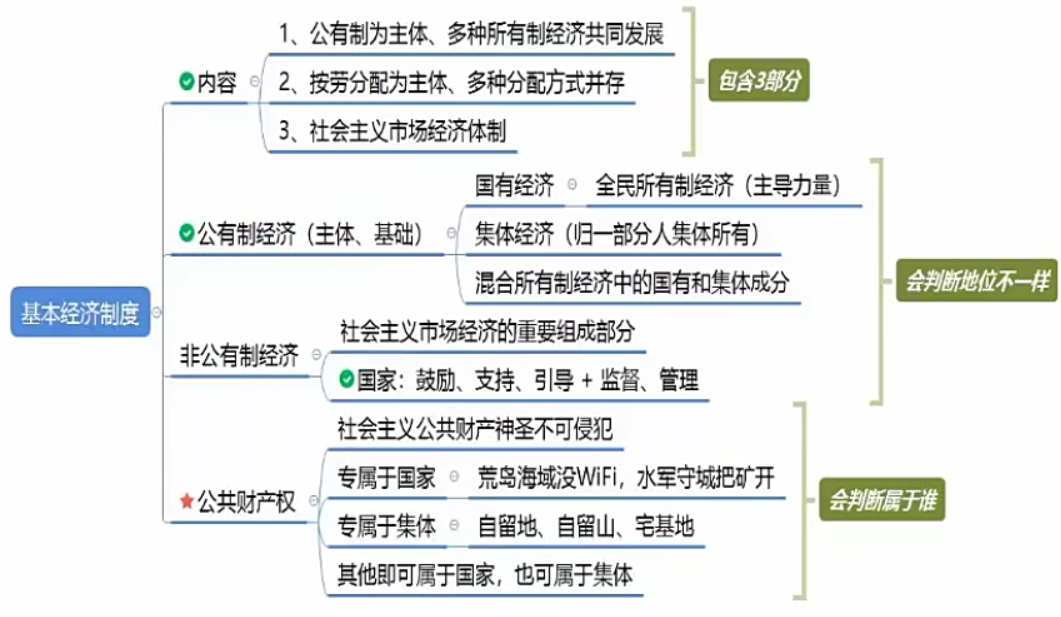 基本经济制度
内容
1、公有制为主体、多种所有制经济共同发展
2、按劳分配为主体、多种分配方式并存
3、社会主义市场经济体制
包含3部分
公有制经济（主体、基础）
国有经济
全民所有制经济（主导力量）
集体经济（归一部分人集体所有）
混合所有制经济中的国有和集体成分
非公有制经济
社会主义市场经济的重要组成部分
国家：鼓励、支持、引导 + 监督、管理
会判断地位不一样
公共财产权
社会主义公共财产神圣不可侵犯
专属于国家
荒岛海域没WiFi，水军守城把矿开
专属于集体
自留地、自留山、宅基地
其他即可属于国家，也可属于集体
会判断属于谁